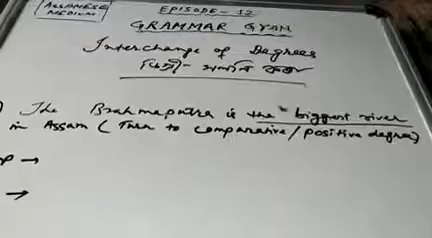 ASSAMESE MEDIUM
EPISODE - 12
GRAMMAR GYAN
Interchange of Degrees
ডিগ্ৰী-
The Brahmaputra is the biggest river
in Assam (Turn to comparative / positive degree)
P →
→